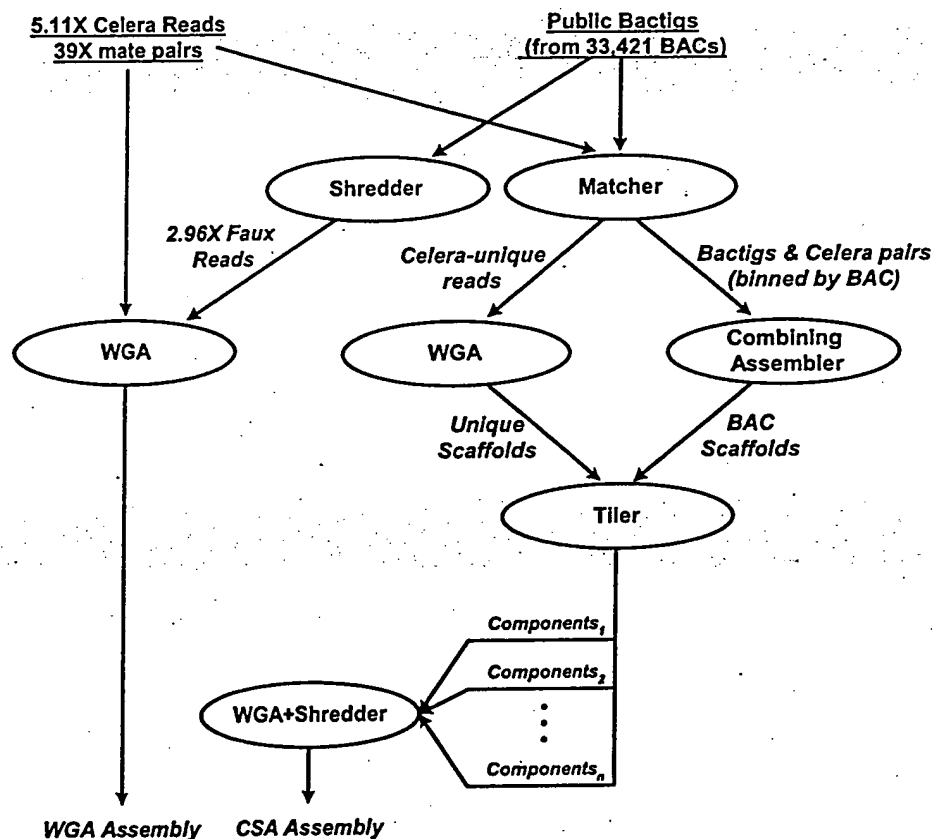 5.11X Celera Reads
39X mate pairs
Public Bactigs
(from 33,421 BACs)
Shredder
Matcher
2.96X Faux
Reads
Celera-unique
reads
Bactigs & Celera pairs
(binned by BAC)
WGA
WGA
Combining
Assembler
Unique
Scaffolds
BAC
Scaffolds
Tiler
Components1
Components2
WGA+Shredder
Componentsn
WGA Assembly
CSA Assembly